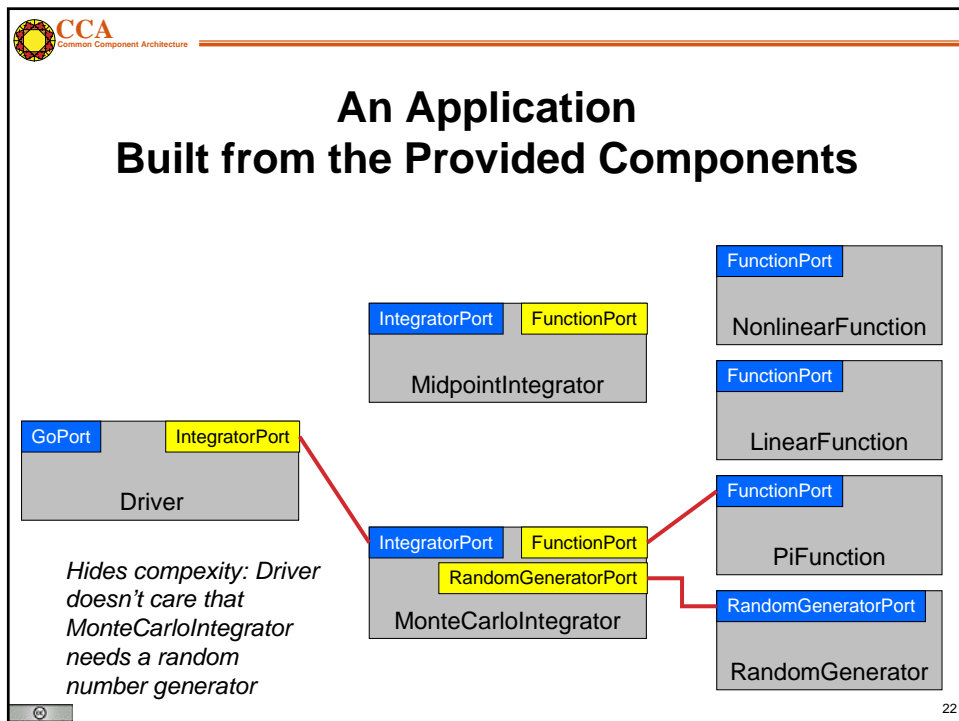 CCA
Common Component Architecture
An Application
Built from the Provided Components
FunctionPort
NonlinearFunction
IntegratorPort
FunctionPort
MidpointIntegrator
FunctionPort
LinearFunction
GoPort
IntegratorPort
Driver
FunctionPort
PiFunction
IntegratorPort
FunctionPort
RandomGeneratorPort
MonteCarloIntegrator
RandomGeneratorPort
RandomGenerator
Hides compexity: Driver
doesn't care that
MonteCarloIntegrator
needs a random
number generator
cc
22